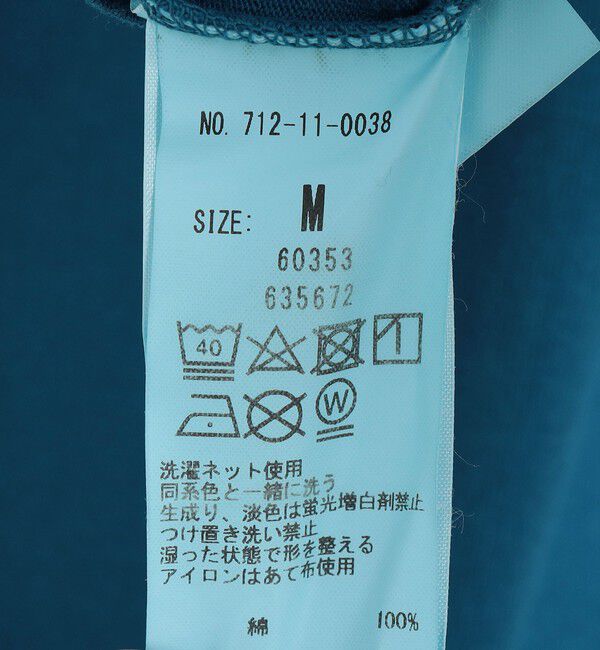 NO. 712-11-0038
SIZE: M
60353
635672
40
W
洗濯ネット使用
同系色と一緒に洗う
生成り、淡色は蛍光増白剤禁止
つけ置き洗い禁止
湿った状態で形を整える
アイロンはあて布使用
綿 100%